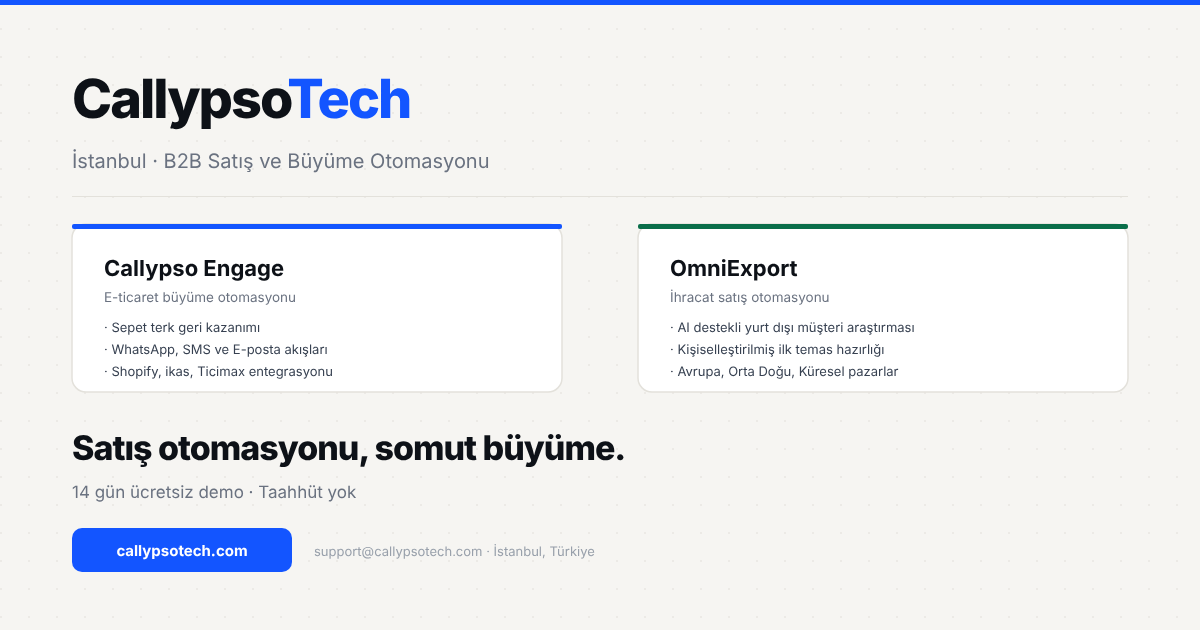 CallypsoTech
İstanbul · B2B Satış ve Büyüme Otomasyonu
Callypso Engage
E-ticaret büyüme otomasyonu
· Sepet terk geri kazanımı
· WhatsApp, SMS ve E-posta akışları
· Shopify, ikas, Ticimax entegrasyonu
OmniExport
İhracat satış otomasyonu
· AI destekli yurt dışı müşteri araştırması
· Kişiselleştirilmiş ilk temas hazırlığı
· Avrupa, Orta Doğu, Küresel pazarlar
Satış otomasyonu, somut büyüme.
14 gün ücretsiz demo · Taahhüt yok
callypsotech.com
support@callypsotech.com · İstanbul, Türkiye